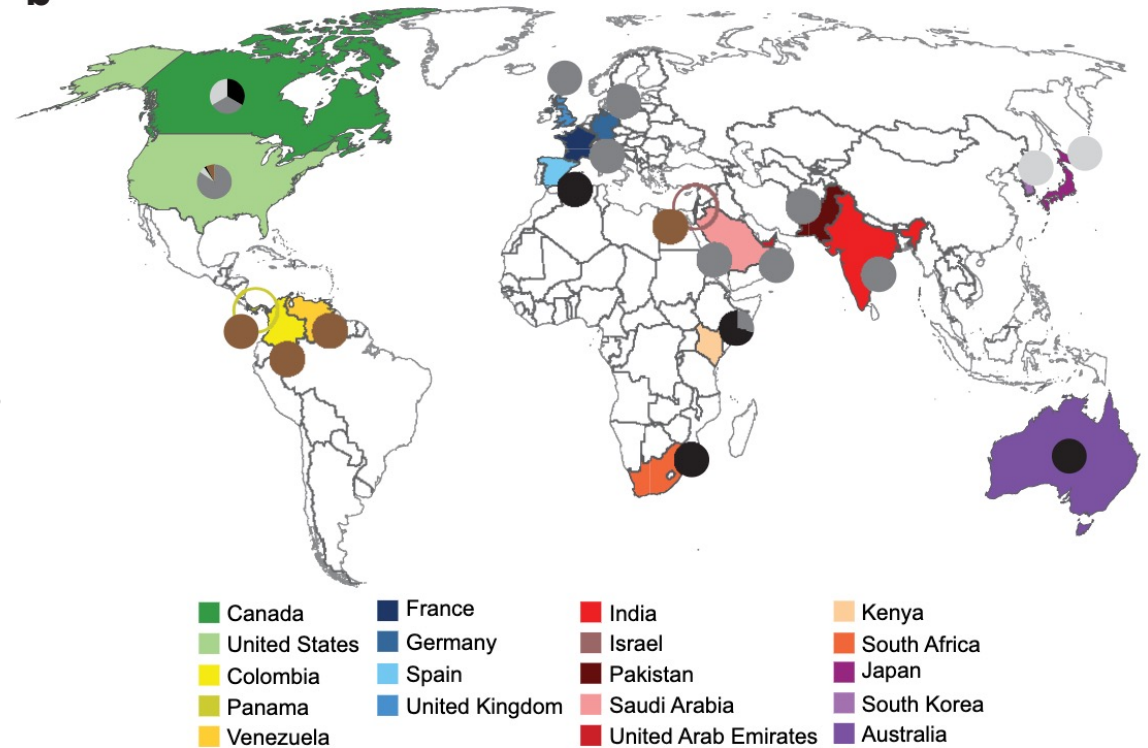 b
Canada
United States
Colombia
Panama
Venezuela
France
Germany
Spain
United Kingdom
India
Israel
Pakistan
Saudi Arabia
United Arab Emirates
Kenya
South Africa
Japan
South Korea
Australia